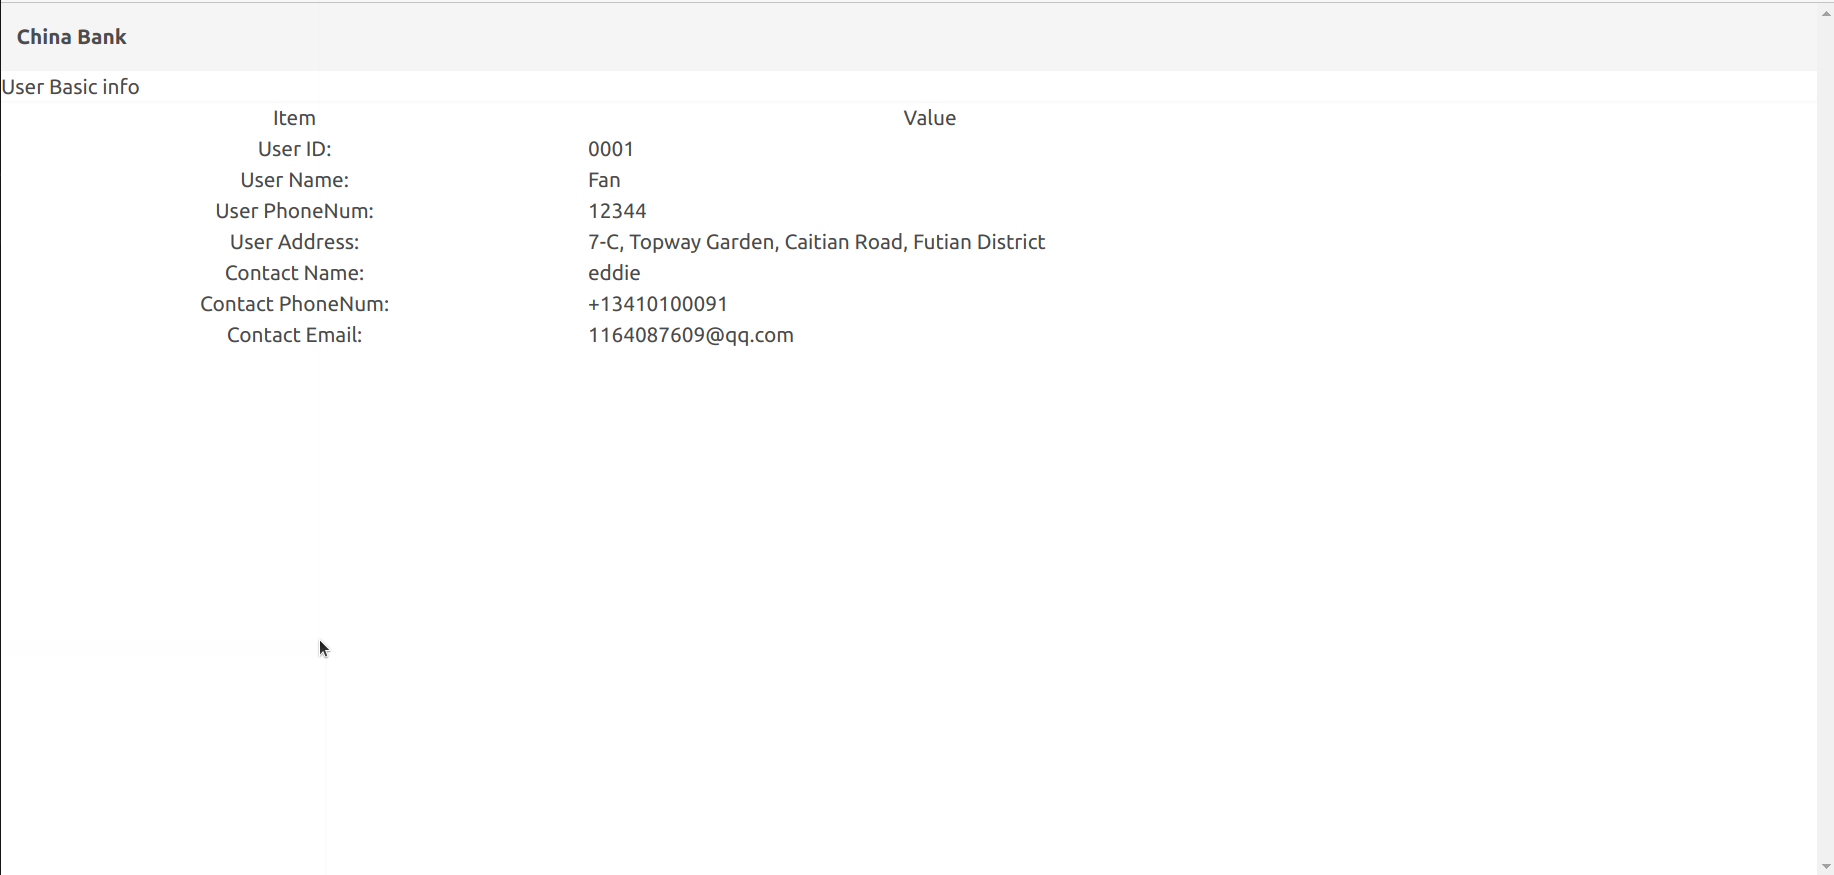 China Bank
User Basic info
Item Value
User ID: 0001
User Name: Fan
User PhoneNum: 12344
User Address: 7-C, Topway Garden, Caitian Road, Futian District
Contact Name: eddie
Contact PhoneNum: +13410100091
Contact Email: 1164087609@qq.com